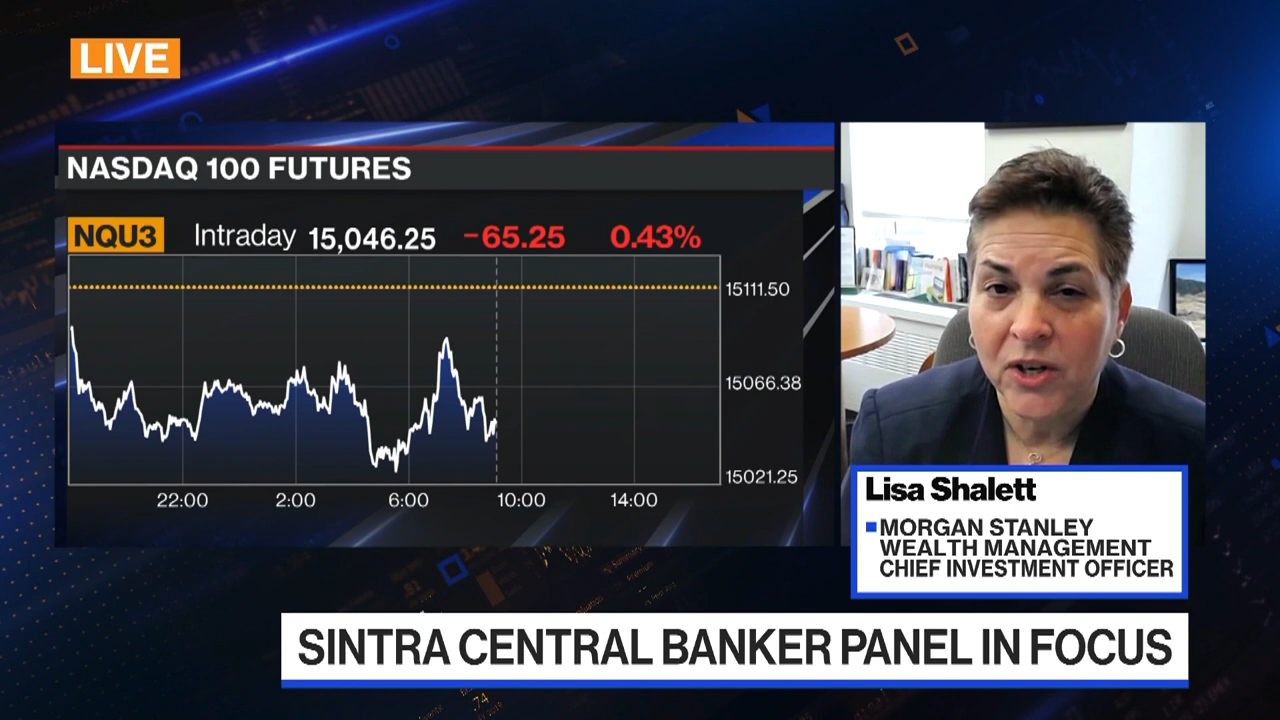 LIVE
NASDAQ 100 FUTURES
NQU3 Intraday 15,046.25 -65.25 0.43%
15111.50
15066.38
15021.25
22:00 2:00 6:00 10:00 14:00
Lisa Shalett
MORGAN STANLEY
WEALTH MANAGEMENT
CHIEF INVESTMENT OFFICER
SINTRA CENTRAL BANKER PANEL IN FOCUS